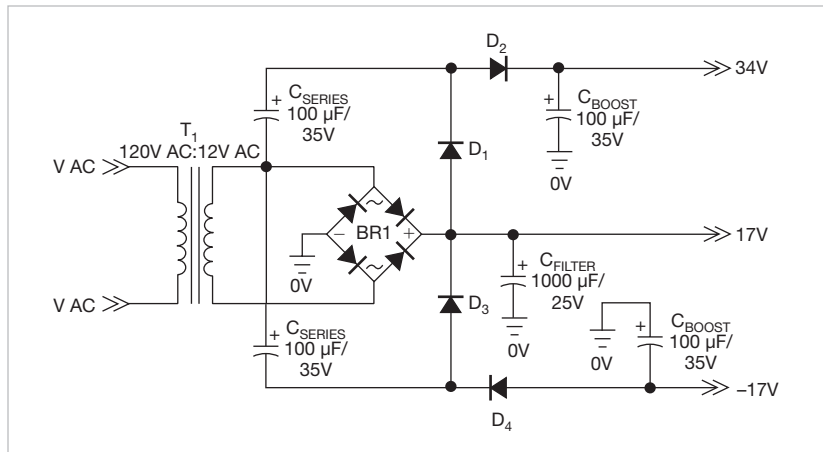 D2
34V
+
CSERIES
100 µF/
35V
+
CBOOST
100 µF/
35V
0V
T1
120V AC:12V AC
V AC
D1
~
BR1
−
+
~
0V
17V
+
CFILTER
1000 µF/
25V
0V
V AC
D3
+
CSERIES
100 µF/
35V
0V
+
CBOOST
100 µF/
35V
–17V
D4